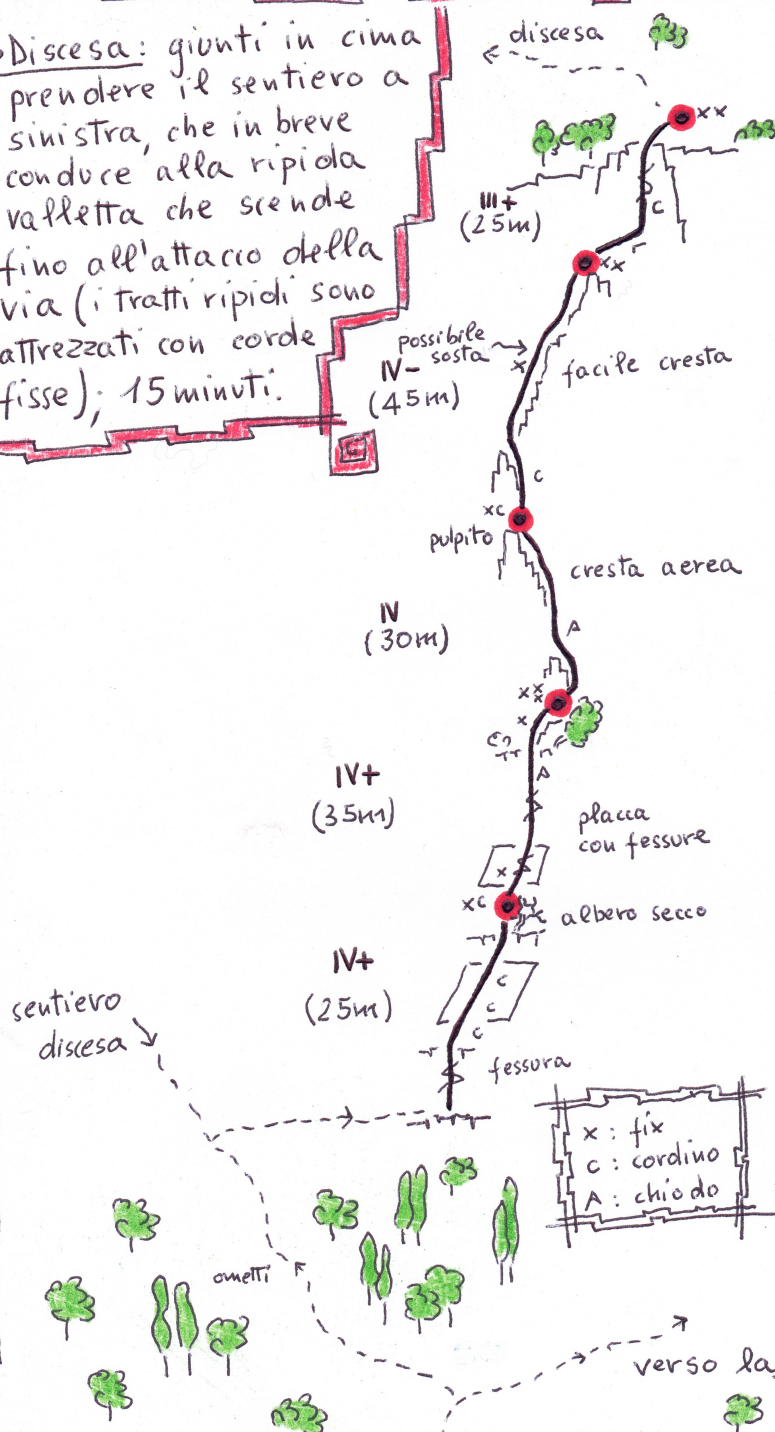 Discesa: giunti in cima
prendere il sentiero a
sinistra, che in breve
conduce alla ripida
valletta che scende
fino all'attacco della
via (i tratti ripidi sono
attrezzati con corde
fisse); 15 minuti.
discesa
xx
III+
(25m)
c
xx
possibile
sosta
x
IV-
(45m)
facile cresta
c
xc
pulpito
cresta aerea
IV
(30m)
A
xx
x
x
A
IV+
(35m)
placca
con fessure
x
xc
albero secco
IV+
(25m)
c
c
c
sentiero
discesa
fessura
x: fix
c: cordino
A: chiodo
ometti
verso la